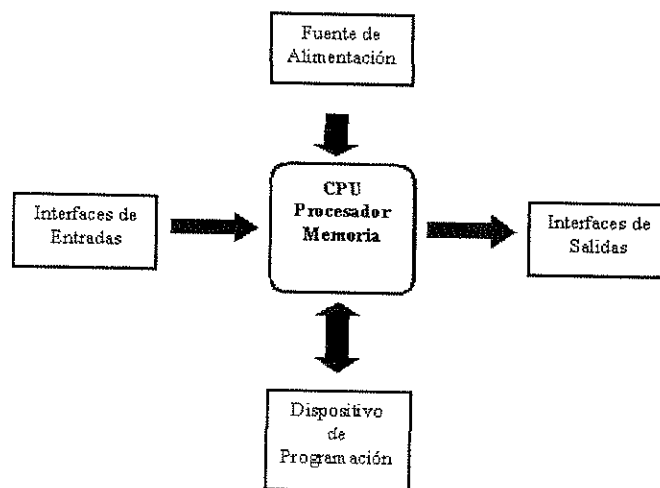 Fuente de
Alimentación
CPU
Procesador
Memoria
Interfaces de
Entradas
Interfaces de
Salidas
Dispositivo
de
Programación